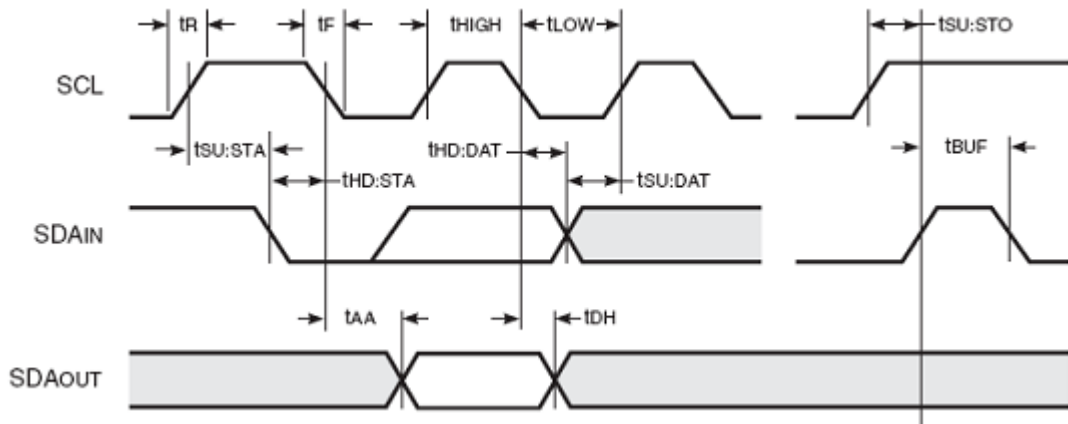 tR tF tHIGH tLOW tSU:STO
SCL
tSU:STA tHD:DAT tBUF
tHD:STA tSU:DAT
SDAIN
tAA tDH
SDAOUT